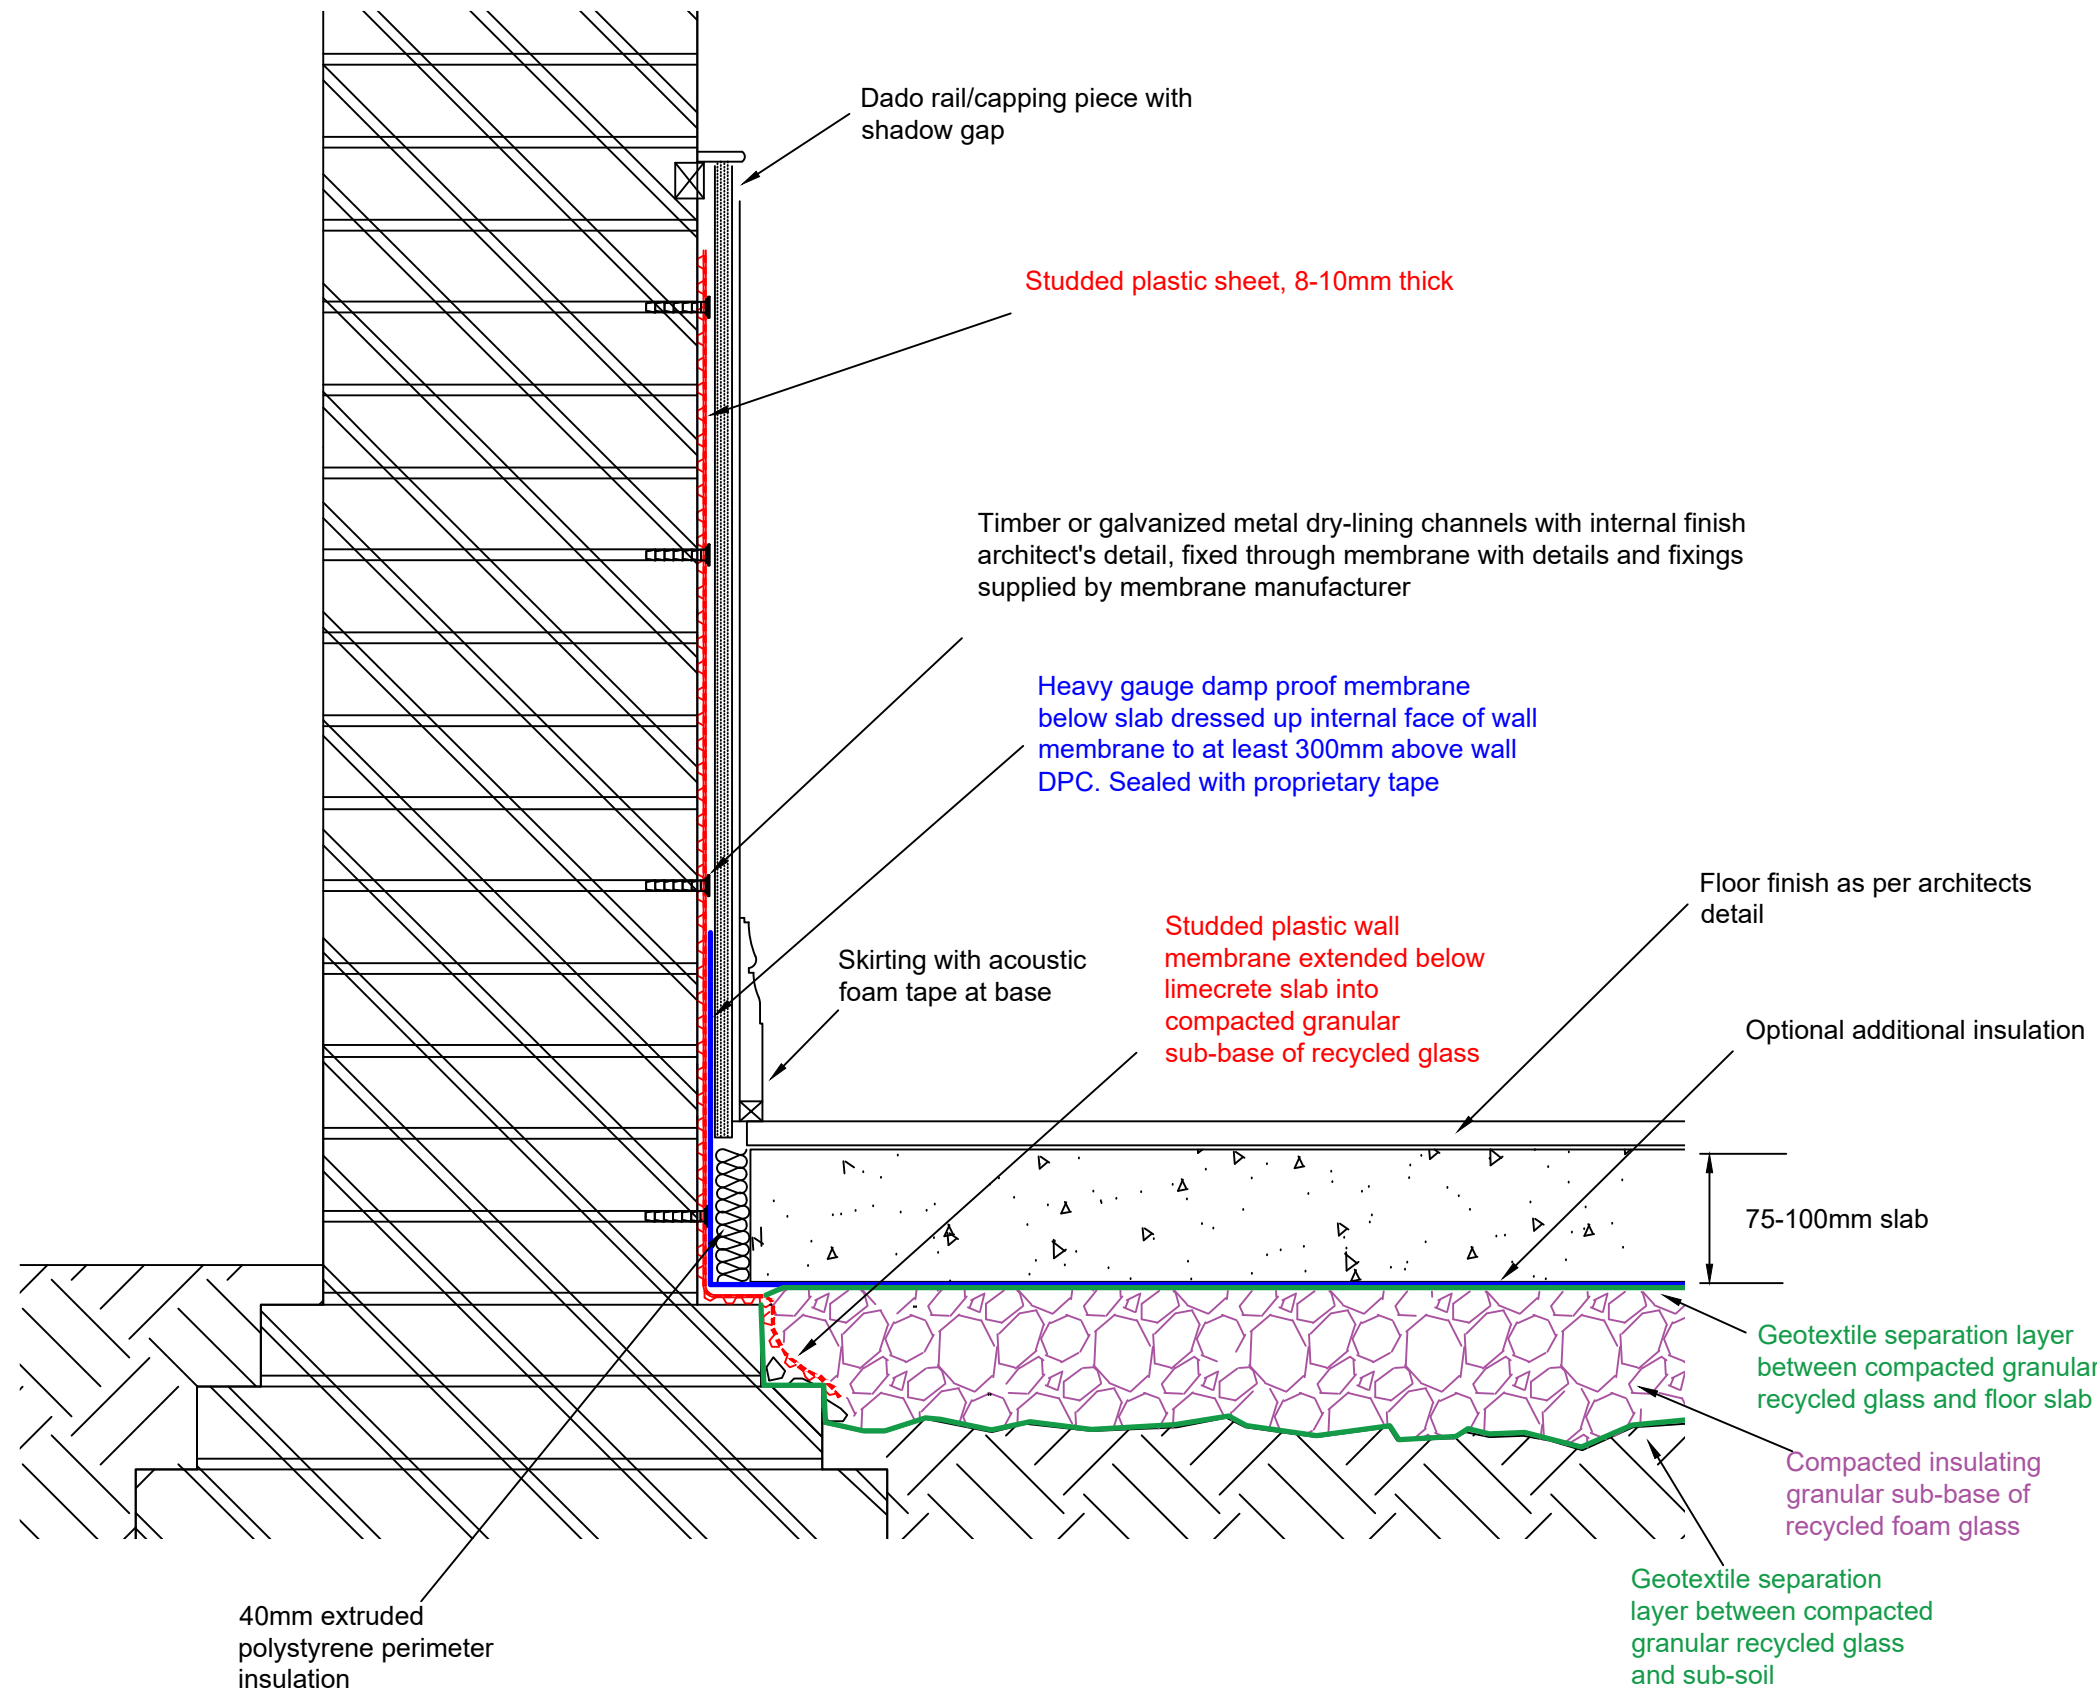 Dado rail/capping piece with
shadow gap
Studded plastic sheet, 8-10mm thick
Timber or galvanized metal dry-lining channels with internal finish
architect's detail, fixed through membrane with details and fixings
supplied by membrane manufacturer
Heavy gauge damp proof membrane
below slab dressed up internal face of wall
membrane to at least 300mm above wall
DPC. Sealed with proprietary tape
Floor finish as per architects
detail
Studded plastic wall
membrane extended below
limecrete slab into
compacted granular
sub-base of recycled glass
Skirting with acoustic
foam tape at base
Optional additional insulation
75-100mm slab
Geotextile separation layer
between compacted granular
recycled glass and floor slab
Compacted insulating
granular sub-base of
recycled foam glass
Geotextile separation
layer between compacted
granular recycled glass
and sub-soil
40mm extruded
polystyrene perimeter
insulation